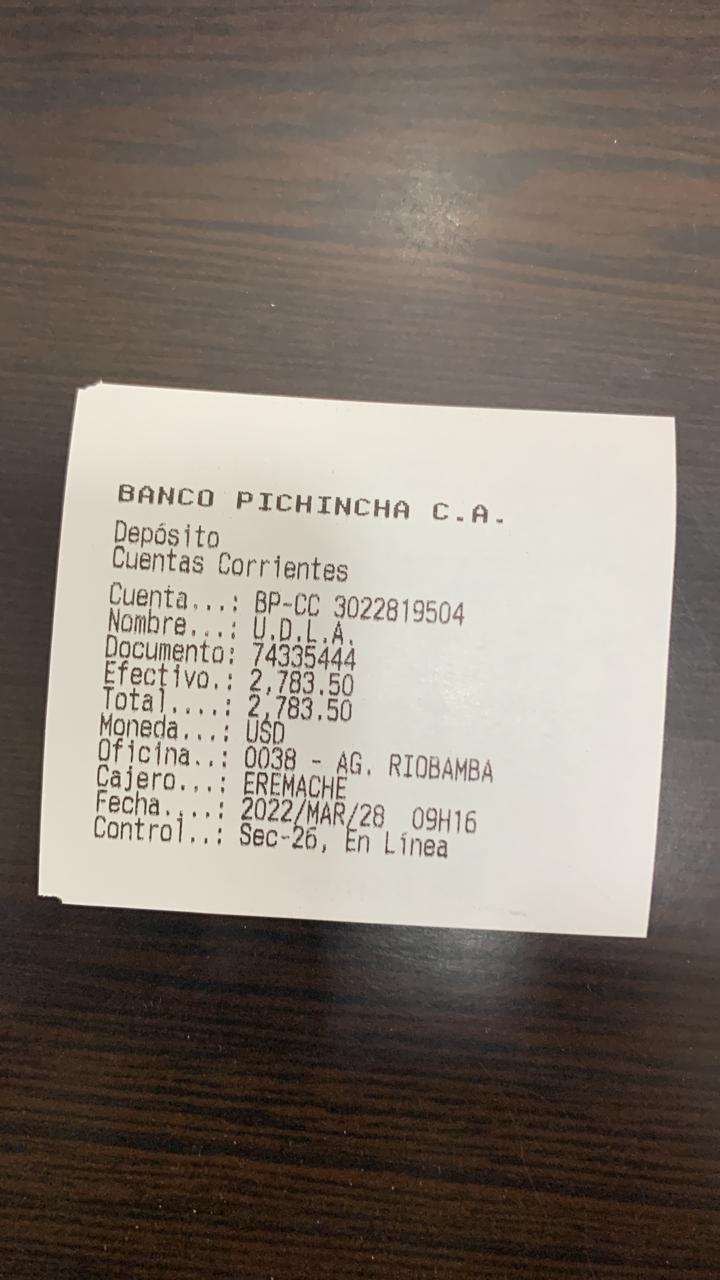 BANCO PICHINCHA C.A.
Depósito
Cuentas Corrientes
Cuenta...: BP-CC 3022819504
Nombre...: U.D.L.A.
Documento: 74335444
Efectivo.: 2,783.50
Total....: 2,783.50
Moneda...: USD
Oficina..: 0038 - AG. RIOBAMBA
Cajero...: EREMACHE
Fecha....: 2022/MAR/28 09H16
Control..: Sec-26, En Línea